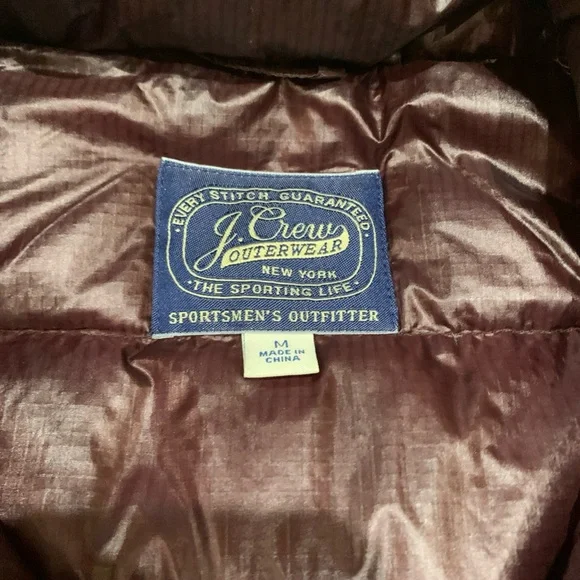 · EVERY STITCH GUARANTEED ·
J. Crew
OUTERWEAR
NEW YORK
THE SPORTING LIFE
SPORTSMEN'S OUTFITTER
M
MADE IN
CHINA